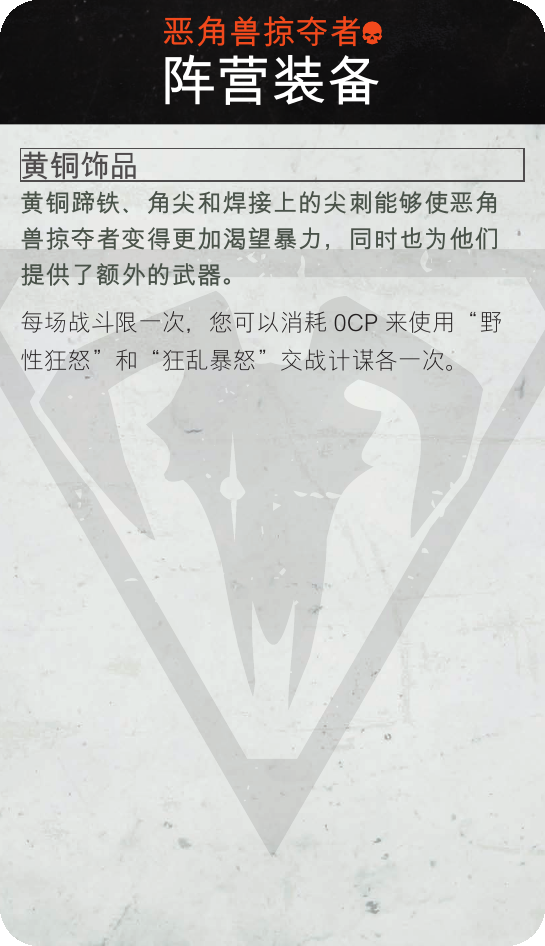 恶角兽掠夺者
阵营装备
黄铜饰品
黄铜蹄铁、角尖和焊接上的尖刺能够使恶角
兽掠夺者变得更加渴望暴力，同时也为他们
提供了额外的武器。
每场战斗限一次，您可以消耗 0CP 来使用“野
性狂怒”和“狂乱暴怒”交战计谋各一次。